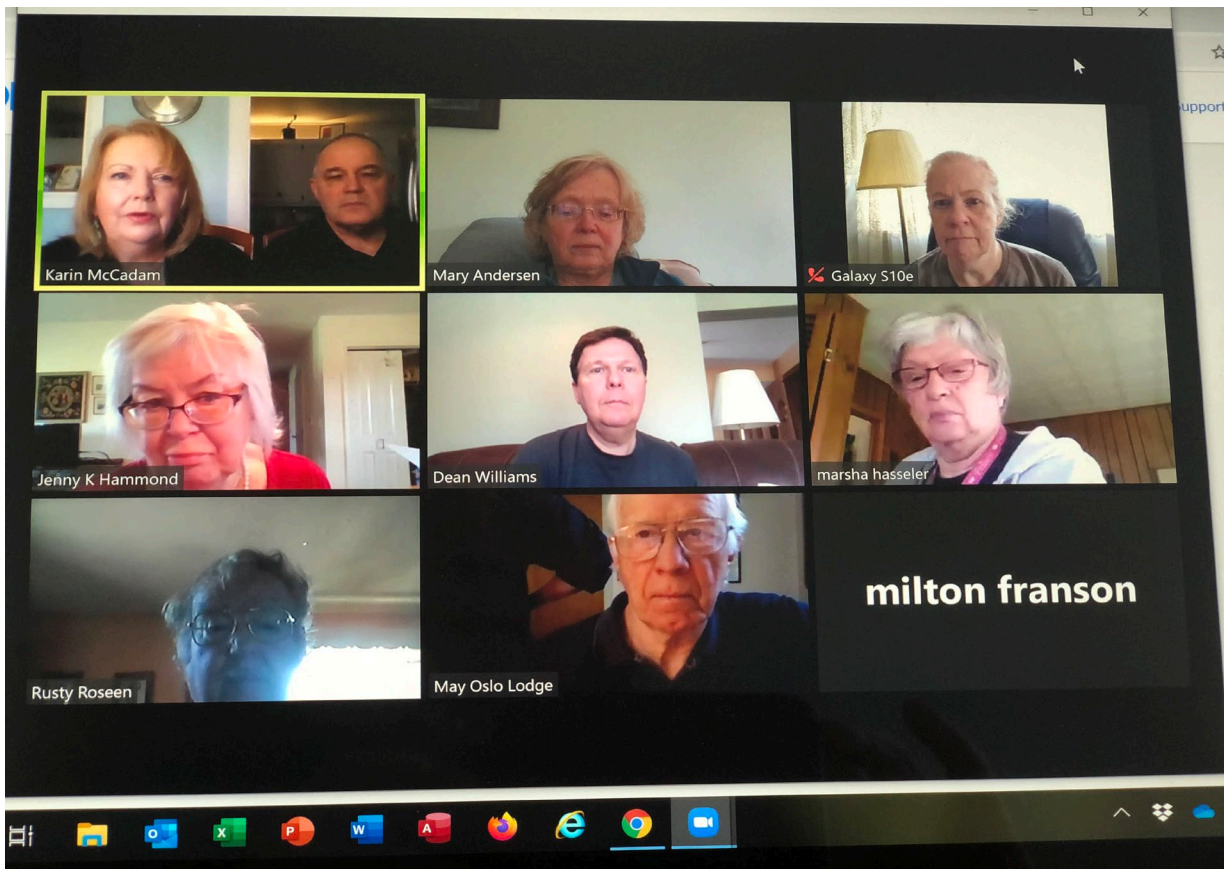 upport
Karin McCadam
Mary Andersen
Galaxy S10e
Jenny K Hammond
Dean Williams
marsha hasseler
Rusty Roseen
May Oslo Lodge
milton franson